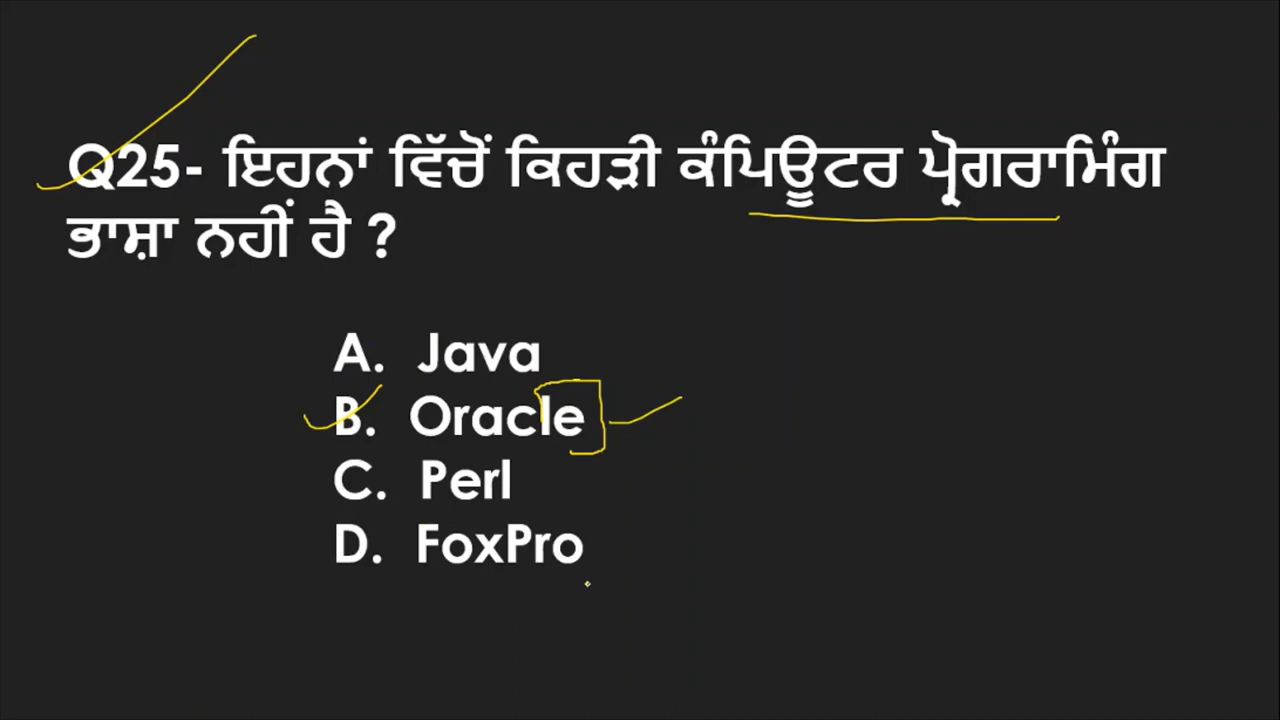 Q25- ਇਹਨਾਂ ਵਿੱਚੋਂ ਕਿਹੜੀ ਕੰਪਿਊਟਰ ਪ੍ਰੋਗਰਾਮਿੰਗ
ਭਾਸ਼ਾ ਨਹੀਂ ਹੈ ?
A. Java
B. Oracle
C. Perl
D. FoxPro